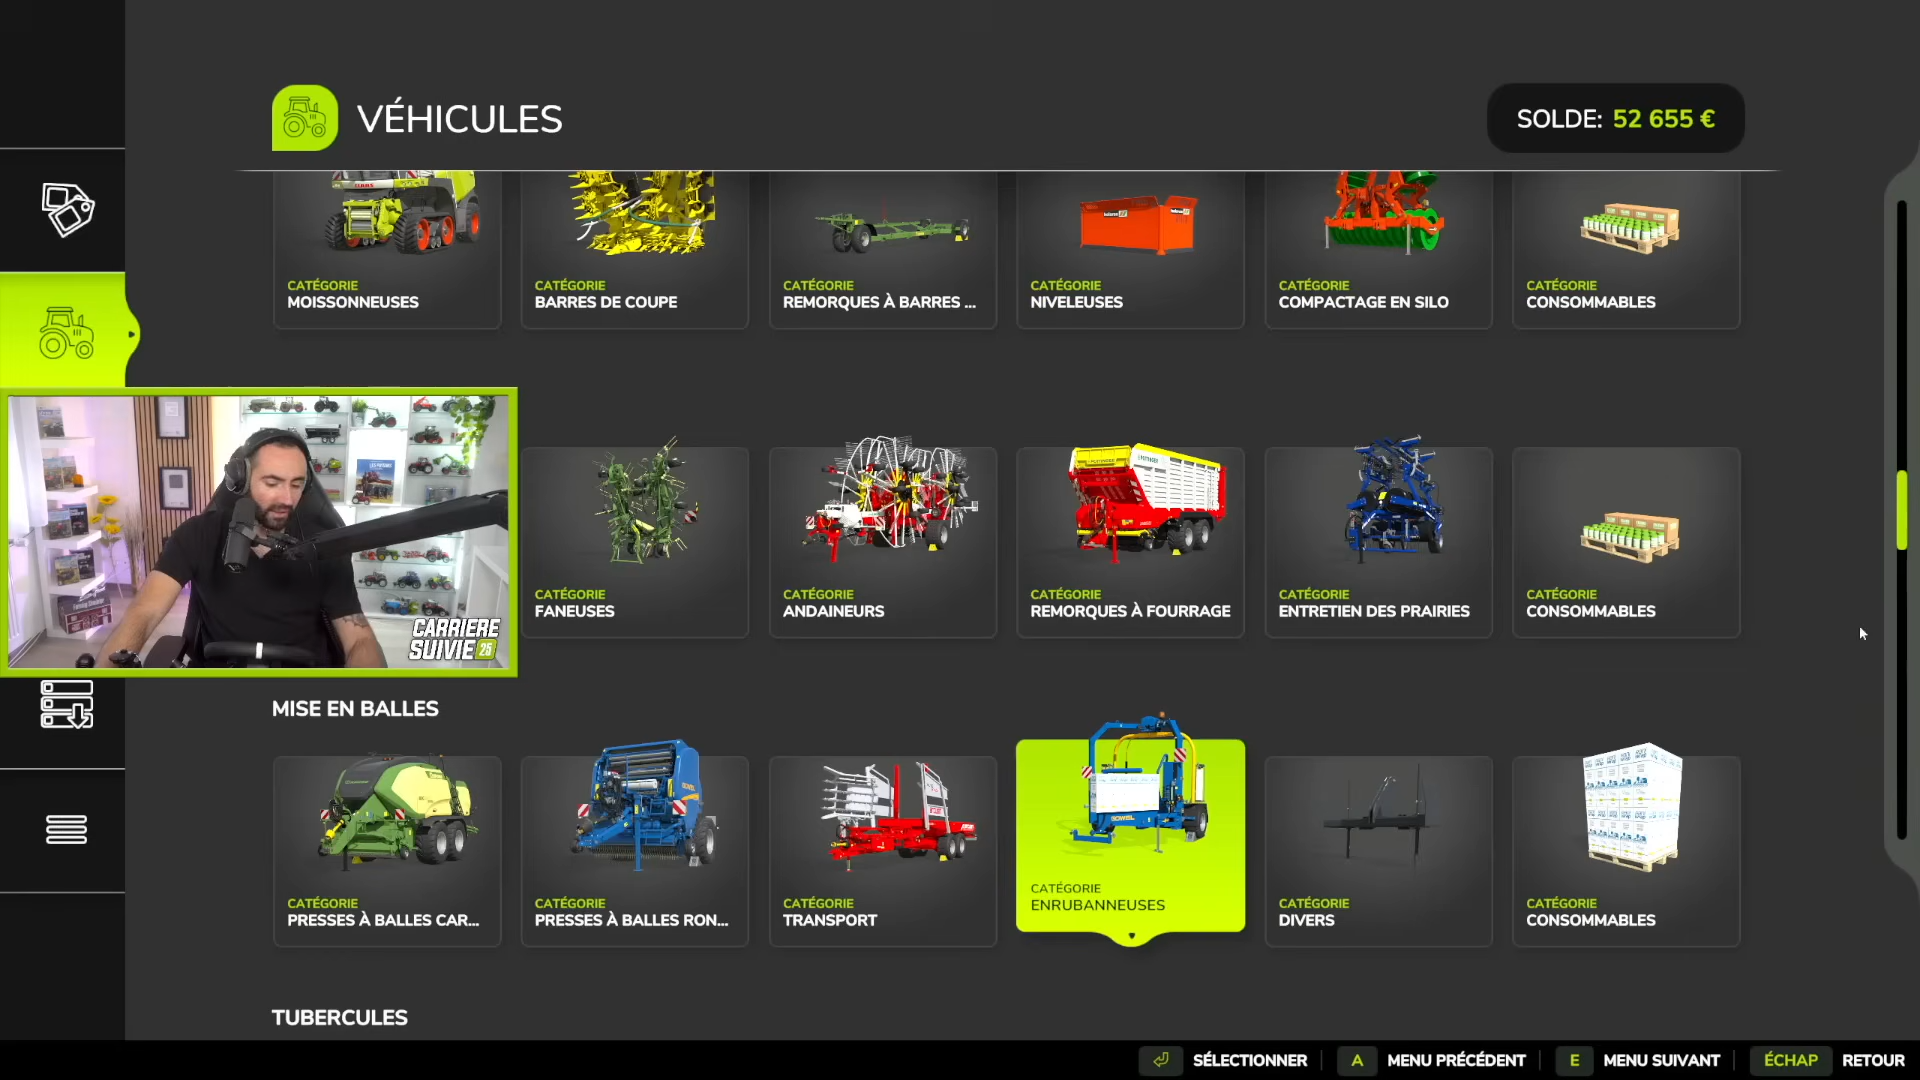 VÉHICULES
SOLDE: 52 655 €
CATÉGORIE
MOISSONNEUSES
CATÉGORIE
BARRES DE COUPE
CATÉGORIE
REMORQUES À BARRES ...
CATÉGORIE
NIVELEUSES
CATÉGORIE
COMPACTAGE EN SILO
CATÉGORIE
CONSOMMABLES
CATÉGORIE
FANEUSES
CATÉGORIE
ANDAINEURS
CATÉGORIE
REMORQUES À FOURRAGE
CATÉGORIE
ENTRETIEN DES PRAIRIES
CATÉGORIE
CONSOMMABLES
CARRIERE
SUIVIE 25
MISE EN BALLES
CATÉGORIE
PRESSES À BALLES CAR...
CATÉGORIE
PRESSES À BALLES RON...
CATÉGORIE
TRANSPORT
CATÉGORIE
ENRUBANNEUSES
CATÉGORIE
DIVERS
CATÉGORIE
CONSOMMABLES
TUBERCULES
SÉLECTIONNER
A MENU PRÉCÉDENT
E MENU SUIVANT
ÉCHAP RETOUR